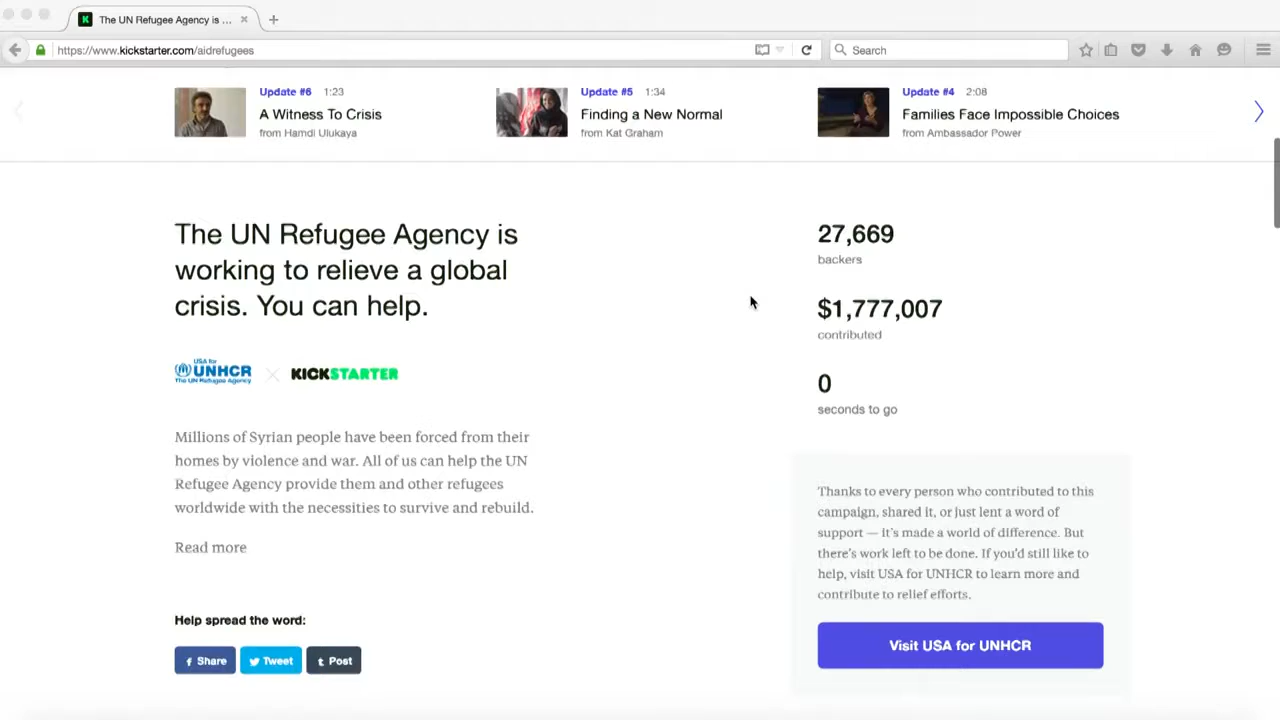 The UN Refugee Agency is ...
https://www.kickstarter.com/aidrefugees
Search
Update #6 1:23
A Witness To Crisis
from Hamdi Ulukaya
Update #5 1:34
Finding a New Normal
from Kat Graham
Update #4 2:08
Families Face Impossible Choices
from Ambassador Power
The UN Refugee Agency is
working to relieve a global
crisis. You can help.
USA for
UNHCR
The UN Refugee Agency
KICKSTARTER
Millions of Syrian people have been forced from their
homes by violence and war. All of us can help the UN
Refugee Agency provide them and other refugees
worldwide with the necessities to survive and rebuild.
Read more
Help spread the word:
Share
Tweet
Post
27,669
backers
$1,777,007
contributed
0
seconds to go
Thanks to every person who contributed to this
campaign, shared it, or just lent a word of
support — it's made a world of difference. But
there's work left to be done. If you'd still like to
help, visit USA for UNHCR to learn more and
contribute to relief efforts.
Visit USA for UNHCR